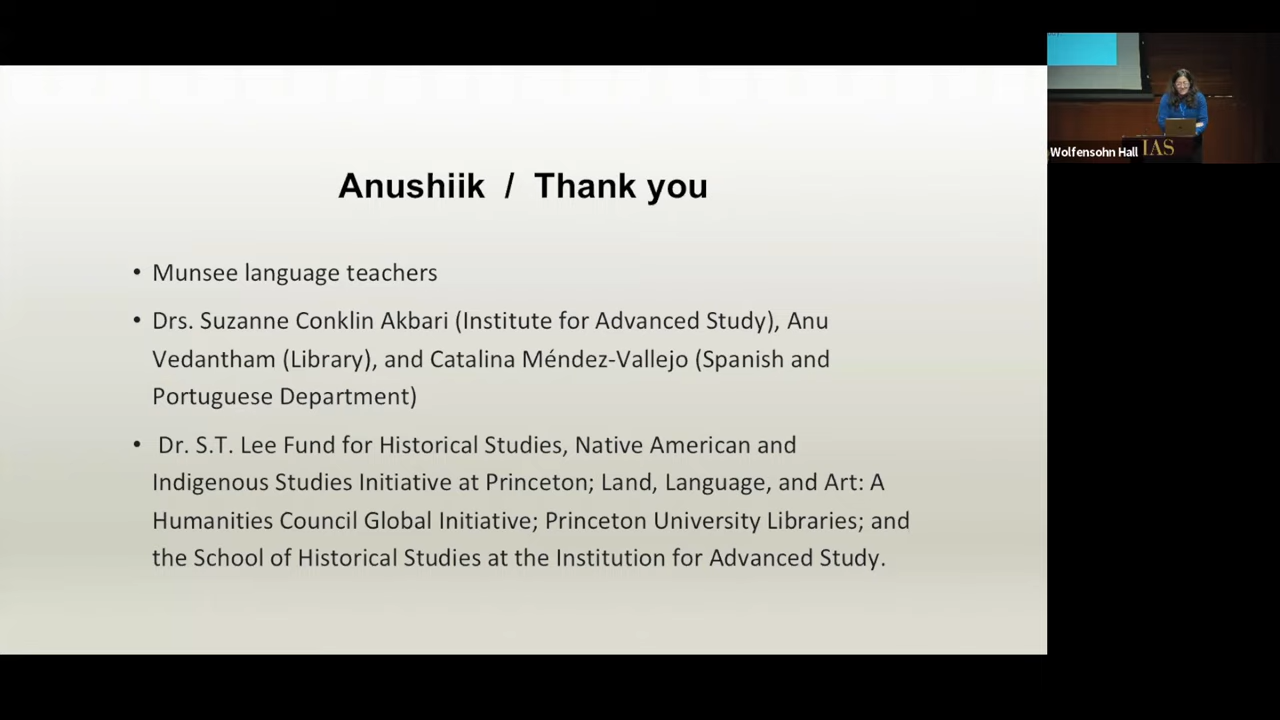 Anushiik / Thank you
• Munsee language teachers
• Drs. Suzanne Conklin Akbari (Institute for Advanced Study), Anu
Vedantham (Library), and Catalina Méndez-Vallejo (Spanish and
Portuguese Department)
• Dr. S.T. Lee Fund for Historical Studies, Native American and
Indigenous Studies Initiative at Princeton; Land, Language, and Art: A
Humanities Council Global Initiative; Princeton University Libraries; and
the School of Historical Studies at the Institution for Advanced Study.
Wolfensohn Hall
IAS